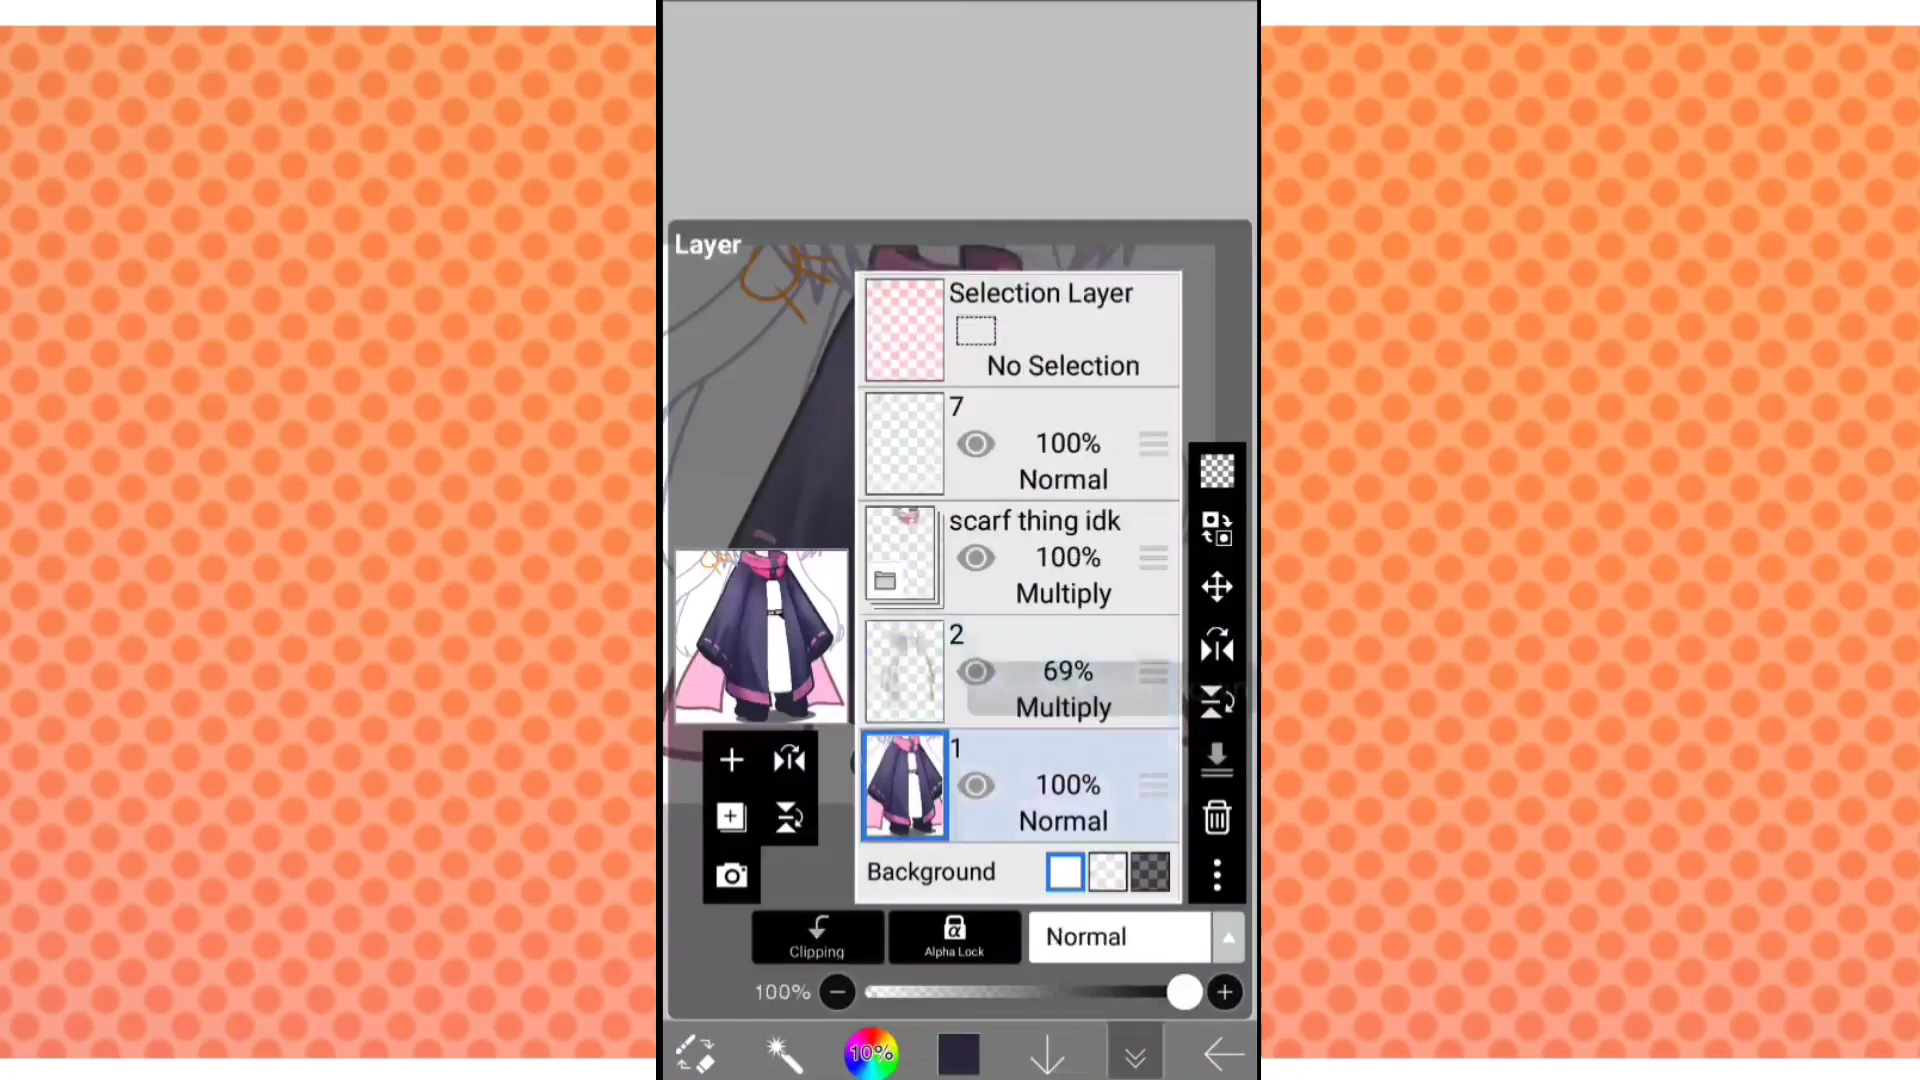 Layer
Selection Layer
No Selection
7
100%
Normal
scarf thing idk
100%
Multiply
2
69%
Multiply
1
100%
Normal
Background
Clipping
α
Alpha Lock
Normal
100%
10%